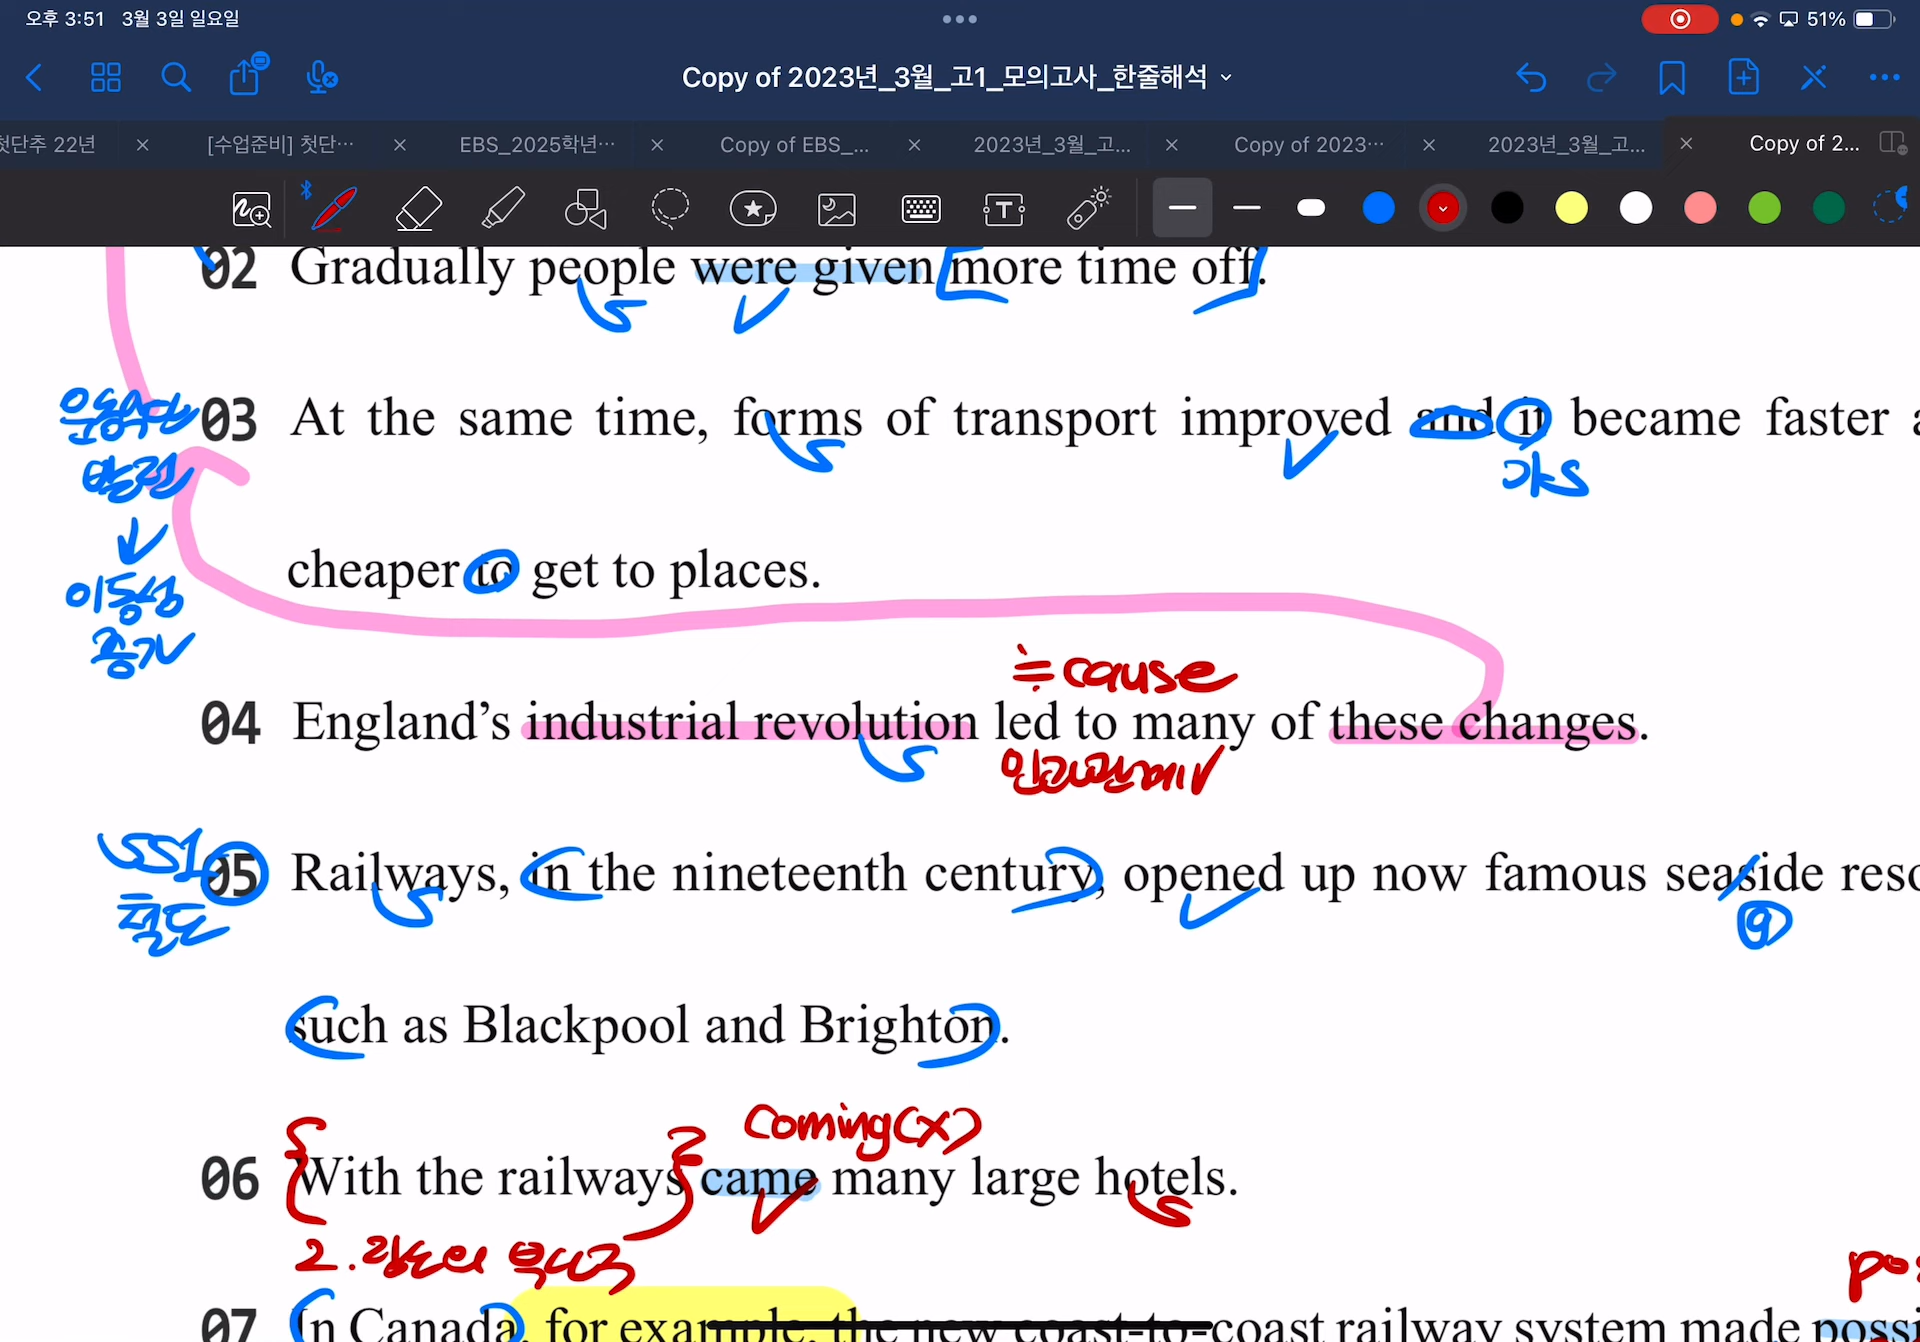 오후 3:51 3월 3일 일요일
51%
Copy of 2023년_3월_고1_모의고사_한줄해석
첫단추 22년 [수업준비] 첫단… EBS_2025학년… Copy of EBS_... 2023년_3월_고... Copy of 2023… 2023년_3월_고... Copy of 2...
02 Gradually people were given more time off.
S V
03 At the same time, forms of transport improved and it became faster a
운동수단 S V 가S
발전
cheaper to get to places.
이동성
증가
≒ cause
04 England's industrial revolution led to many of these changes.
S 인과관계 V
SS1
05 Railways, in the nineteenth century, opened up now famous seaside reso
철도 S V
such as Blackpool and Brighton.
coming(x)
06 {With the railways} came many large hotels.
V S
2.
07 In Canada, for example, the new coast-to-coast railway system made possi